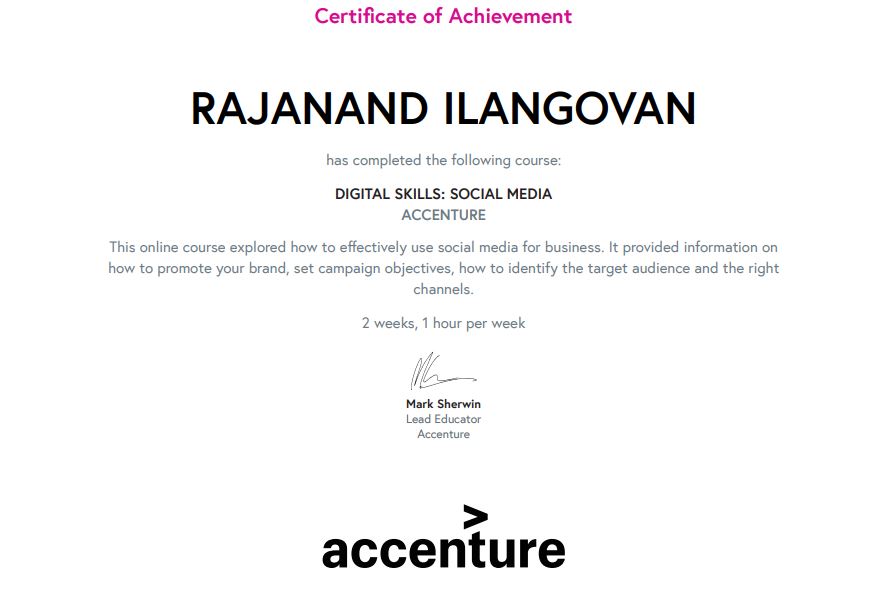 Certificate of Achievement
RAJANAND ILANGOVAN
has completed the following course:
DIGITAL SKILLS: SOCIAL MEDIA
ACCENTURE
This online course explored how to effectively use social media for business. It provided information on
how to promote your brand, set campaign objectives, how to identify the target audience and the right
channels.
2 weeks, 1 hour per week
Mark Sherwin
Lead Educator
Accenture
accenture